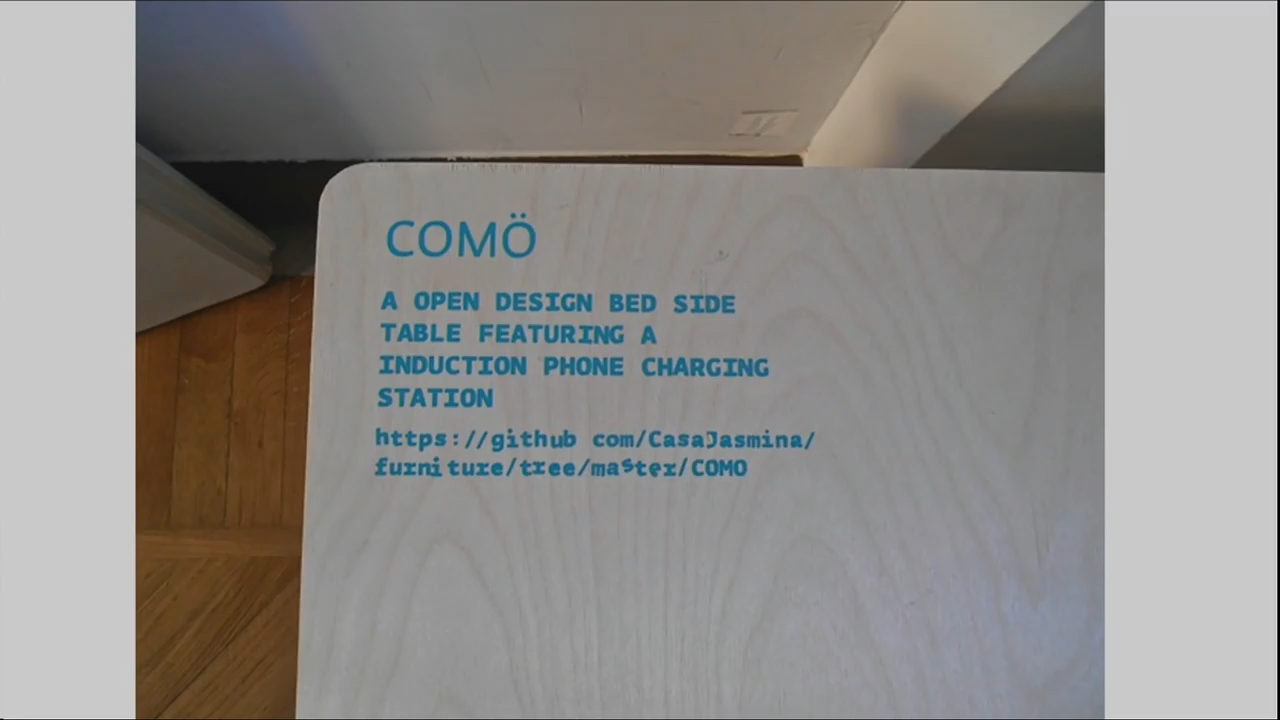 COMÖ
A OPEN DESIGN BED SIDE
TABLE FEATURING A
INDUCTION PHONE CHARGING
STATION
https://github com/CasaJasmina/
furniture/tree/master/COMO